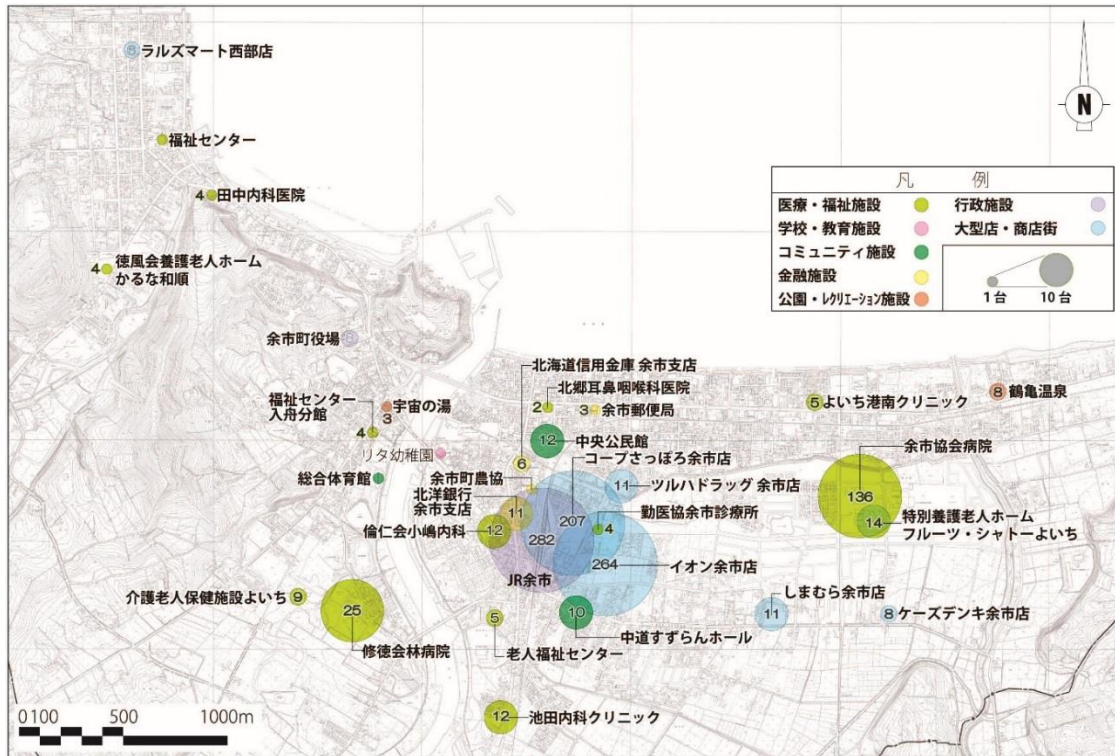 8
ラルズマート西部店
福祉センター
4
田中内科医院
4
徳風会養護老人ホーム
かるな和順
N
凡 例
医療・福祉施設
学校・教育施設
コミュニティ施設
金融施設
公園・レクリエーション施設
行政施設
大型店・商店街
1台
10台
余市町役場
8
北海道信用金庫 余市支店
北郷耳鼻咽喉科医院
2
3
余市郵便局
福祉センター
入舟分館
4
宇宙の湯
3
リタ幼稚園
総合体育館
5
よいち港南クリニック
8
鶴亀温泉
12
中央公民館
コープさっぽろ余市店
6
余市町農協
北洋銀行
余市支店
11
11
ツルハドラッグ 余市店
余市協会病院
136
14
特別養護老人ホーム
フルーツ・シャトーよいち
倫仁会小嶋内科
12
207
282
4
勤医協余市診療所
264
イオン余市店
JR余市
介護老人保健施設よいち
9
25
修徳会林病院
5
老人福祉センター
10
中道すずらんホール
しまむら余市店
11
8
ケーズデンキ余市店
12
池田内科クリニック
0 100 500 1000m